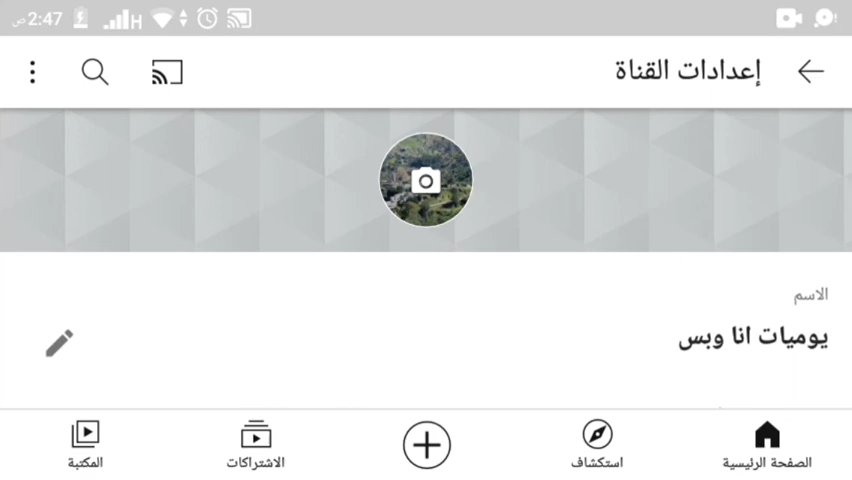 2:47 ص
H
إعدادات القناة
الاسم
يوميات انا وبس
الصفحة الرئيسية
استكشاف
الاشتراكات
المكتبة